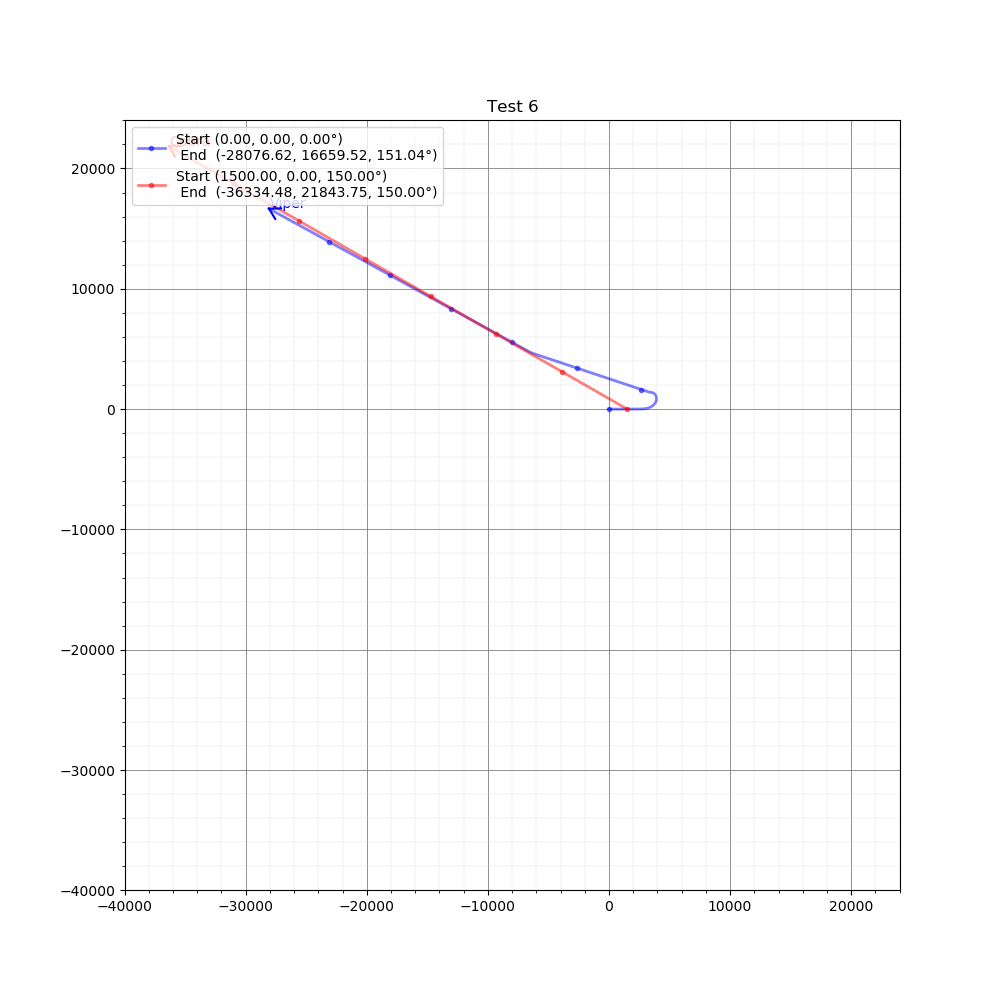 Test 6
Start (0.00, 0.00, 0.00°)
End (-28076.62, 16659.52, 151.04°)
Start (1500.00, 0.00, 150.00°)
End (-36334.48, 21843.75, 150.00°)
Viper
20000
10000
0
−10000
−20000
−30000
−40000
−40000 −30000 −20000 −10000 0 10000 20000